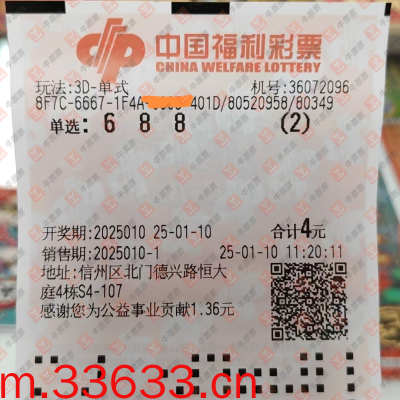 中国福利彩票
CHINA WELFARE LOTTERY
玩法:3D-单式 机号:36072096
8F7C-6667-1F4A- 401D/80520958/80349
单选: 6 8 8 (2)
开奖期:2025010 25-01-10 合计4元
销售期:2025010-1 25-01-10 11:20:11
地址:信州区北门德兴路恒大
庭4栋S4-107
感谢您为公益事业贡献1.36元
m.33633.cn